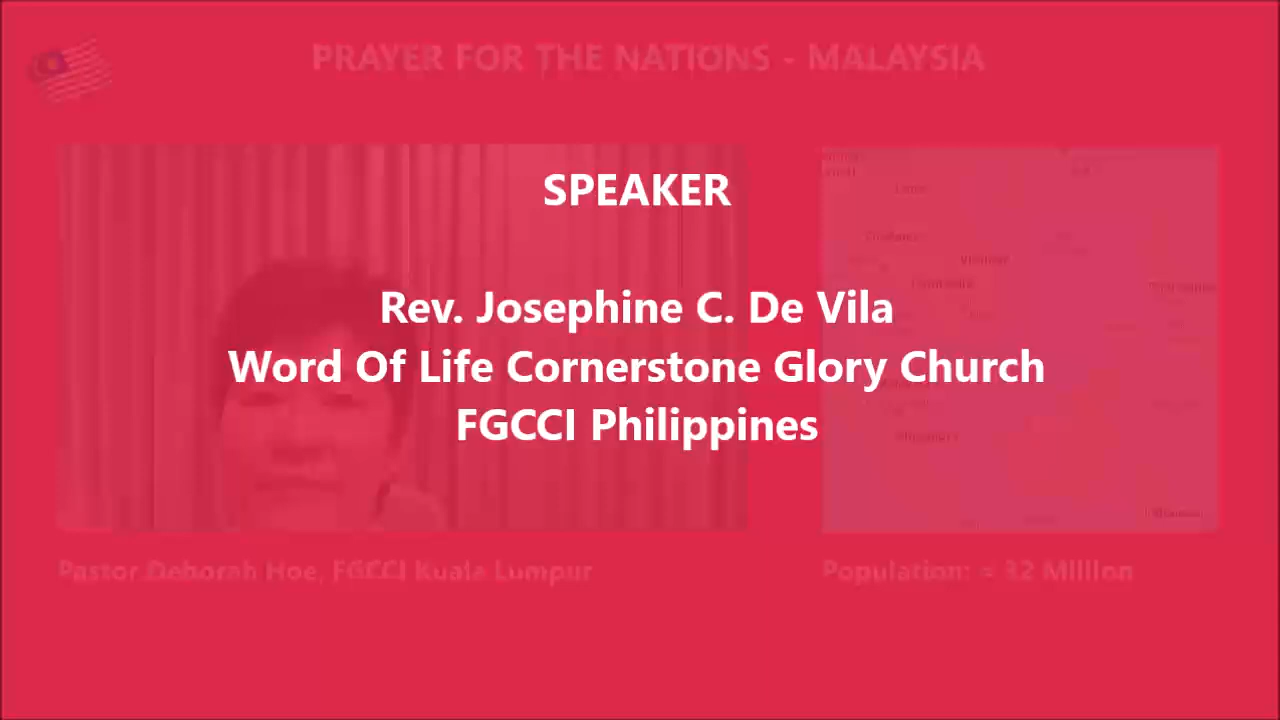 PRAYER FOR THE NATIONS - MALAYSIA
SPEAKER
Rev. Josephine C. De Vila
Word Of Life Cornerstone Glory Church
FGCCI Philippines
Pastor Deborah Hoe, FGCCI Kuala Lumpur
Population: ≈ 32 Million